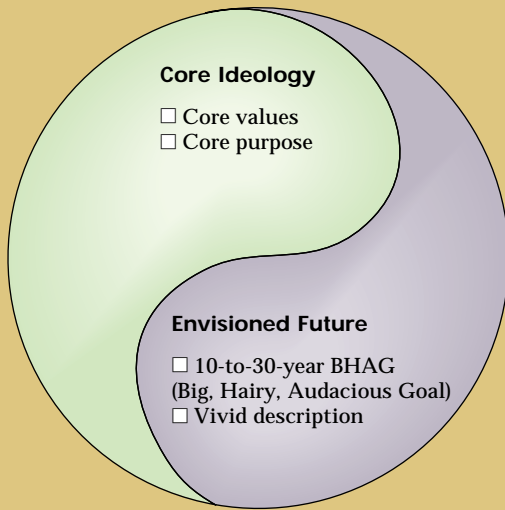 Core Ideology
☐ Core values
☐ Core purpose
Envisioned Future
☐ 10-to-30-year BHAG
(Big, Hairy, Audacious Goal)
☐ Vivid description